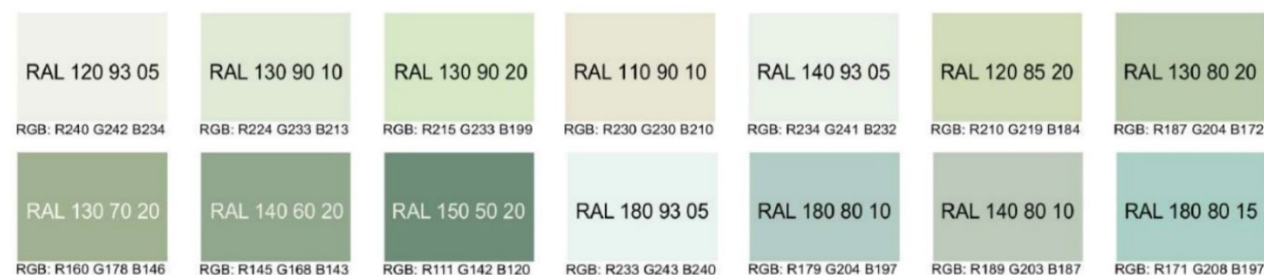 RAL 120 93 05
RAL 130 90 10
RAL 130 90 20
RAL 110 90 10
RAL 140 93 05
RAL 120 85 20
RAL 130 80 20
RGB: R240 G242 B234
RGB: R224 G233 B213
RGB: R215 G233 B199
RGB: R230 G230 B210
RGB: R234 G241 B232
RGB: R210 G219 B184
RGB: R187 G204 B172
RAL 130 70 20
RAL 140 60 20
RAL 150 50 20
RAL 180 93 05
RAL 180 80 10
RAL 140 80 10
RAL 180 80 15
RGB: R160 G178 B146
RGB: R145 G168 B143
RGB: R111 G142 B120
RGB: R233 G243 B240
RGB: R179 G204 B197
RGB: R189 G203 B187
RGB: R171 G208 B197